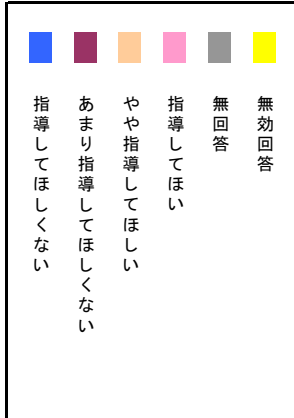 無効回答
無回答
指導してほい
やや指導してほしい
あまり指導してほしくない
指導してほしくない